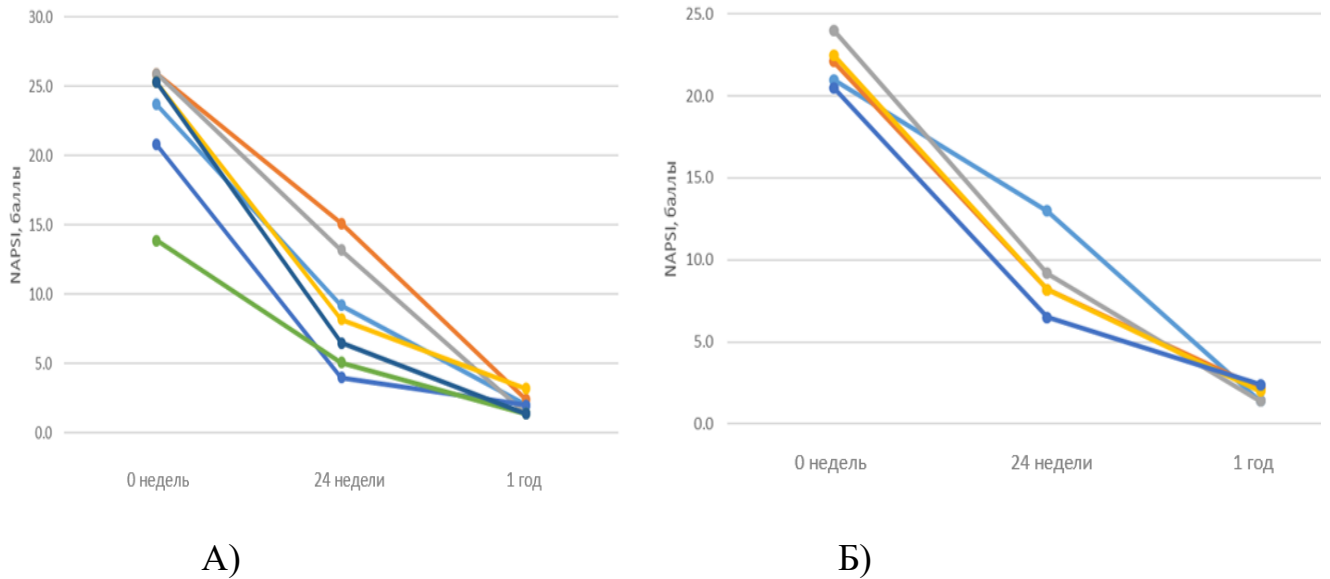 30.0
25.0
20.0
15.0
10.0
5.0
0.0
NAPSI, баллы
0 недель
24 недели
1 год
А)
25.0
20.0
15.0
10.0
5.0
0.0
NAPSI, баллы
0 недель
24 недели
1 год
Б)